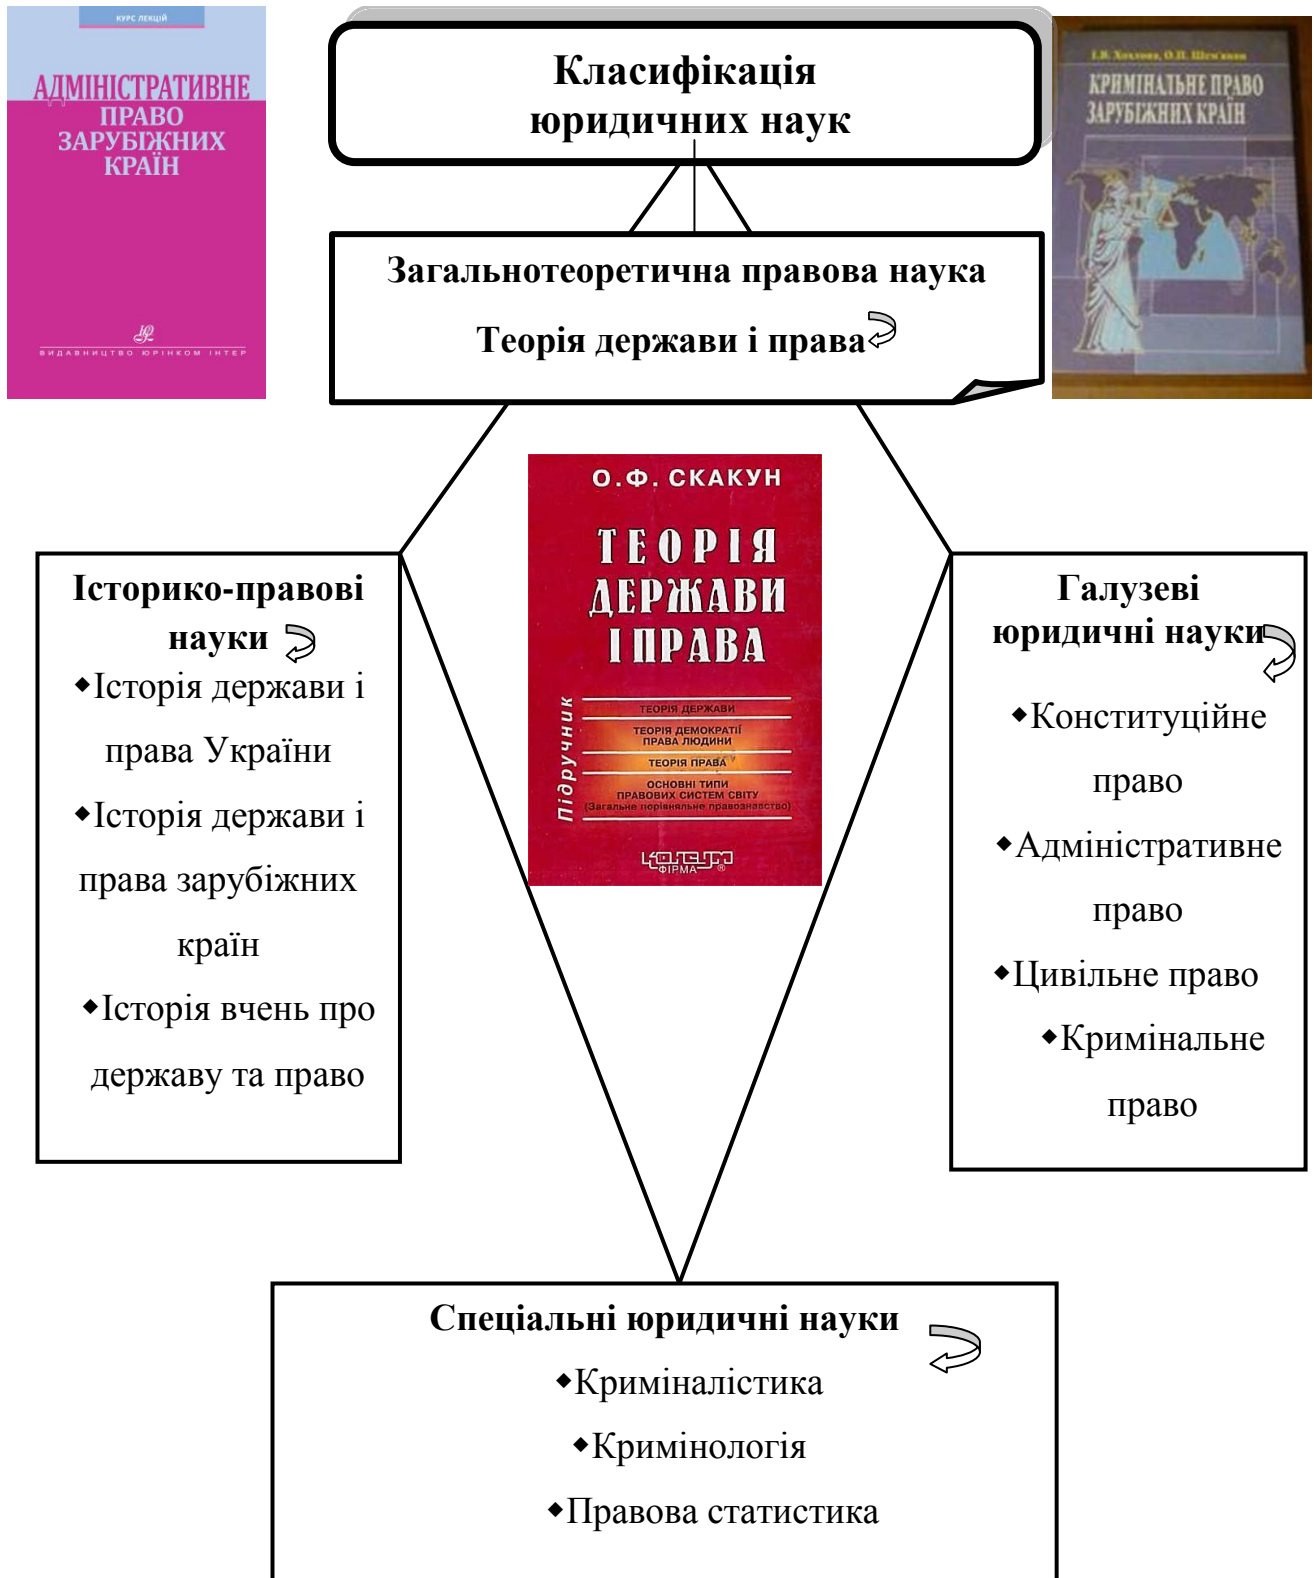 КУРС ЛЕКЦІЙ
АДМІНІСТРАТИВНЕ
ПРАВО
ЗАРУБІЖНИХ
КРАЇН
ВИДАВНИЦТВО ЮРІНКОМ ІНТЕР
Класифікація
юридичних наук
І.В. Хохлова, О.П. Шем'яков
КРИМІНАЛЬНЕ ПРАВО
ЗАРУБІЖНИХ КРАЇН
Загальнотеоретична правова наука
Теорія держави і права
О.Ф. СКАКУН
ТЕОРІЯ
ДЕРЖАВИ
І ПРАВА
Підручник
ТЕОРІЯ ДЕРЖАВИ
ТЕОРІЯ ДЕМОКРАТІЇ
ПРАВА ЛЮДИНИ
ТЕОРІЯ ПРАВА
ОСНОВНІ ТИПИ
ПРАВОВИХ СИСТЕМ СВІТУ
(Загальне порівняльне правознавство)
КОНСУМ
ФІРМА ®
Історико-правові
науки
◆Історія держави і
права України
◆Історія держави і
права зарубіжних
країн
◆Історія вчень про
державу та право
Галузеві
юридичні науки
◆Конституційне
право
◆Адміністративне
право
◆Цивільне право
◆Кримінальне
право
Спеціальні юридичні науки
◆Криміналістика
◆Кримінологія
◆Правова статистика